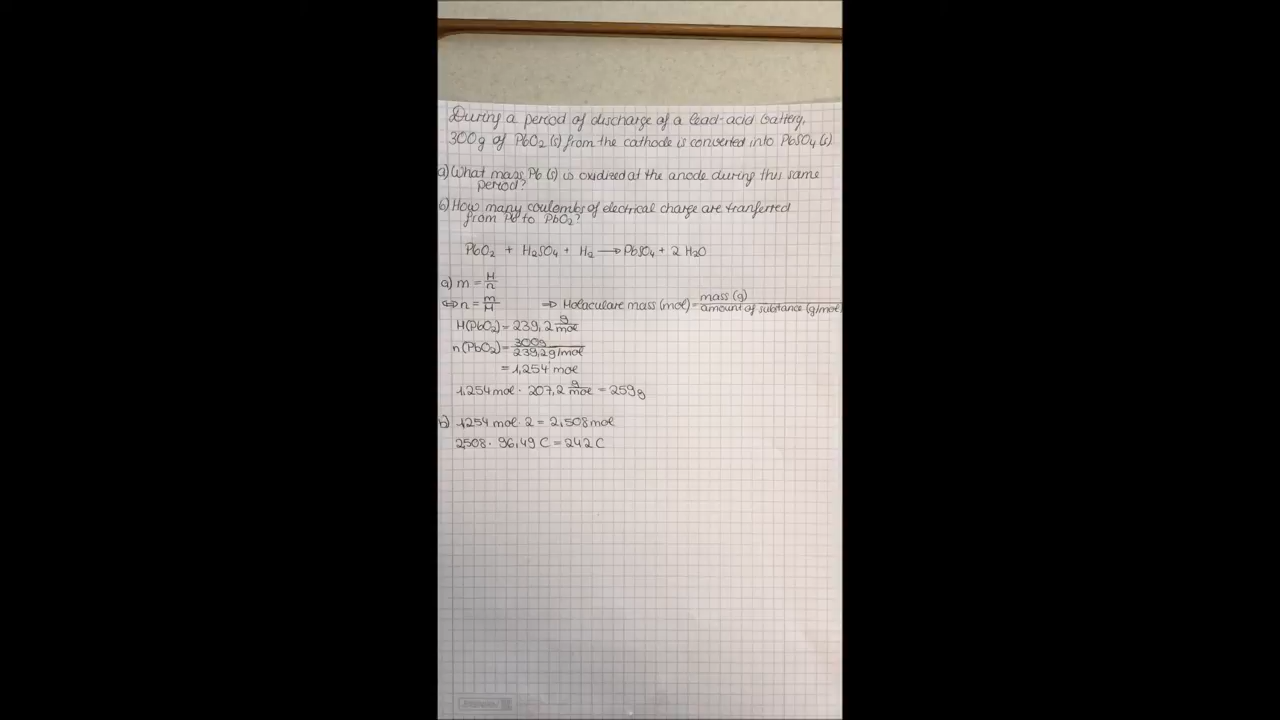 During a period of discharge of a lead-acid battery,
300g of PbO₂(s) from the cathode is converted into PbSO₄(s)
a) What mass Pb(s) is oxidized at the anode during this same
period?
b) How many coulombs of electrical charge are tranferred
from Pb to PbO₂?
PbO₂ + H₂SO₄ + H₂ → PbSO₄ + 2 H₂O
a) m = M/n
⇔ n = m/M ⇒ Molaculare mass (mol) = mass (g)/amount of substance (g/mol)
M(PbO₂) = 239,2 g/mol
n(PbO₂) = 300g/239,2g/mol
= 1,254 mol
1,254 mol · 207,2 g/mol = 259g
b) 1,254 mol · 2 = 2,508 mol
2,508 · 96,49 C = 242 C